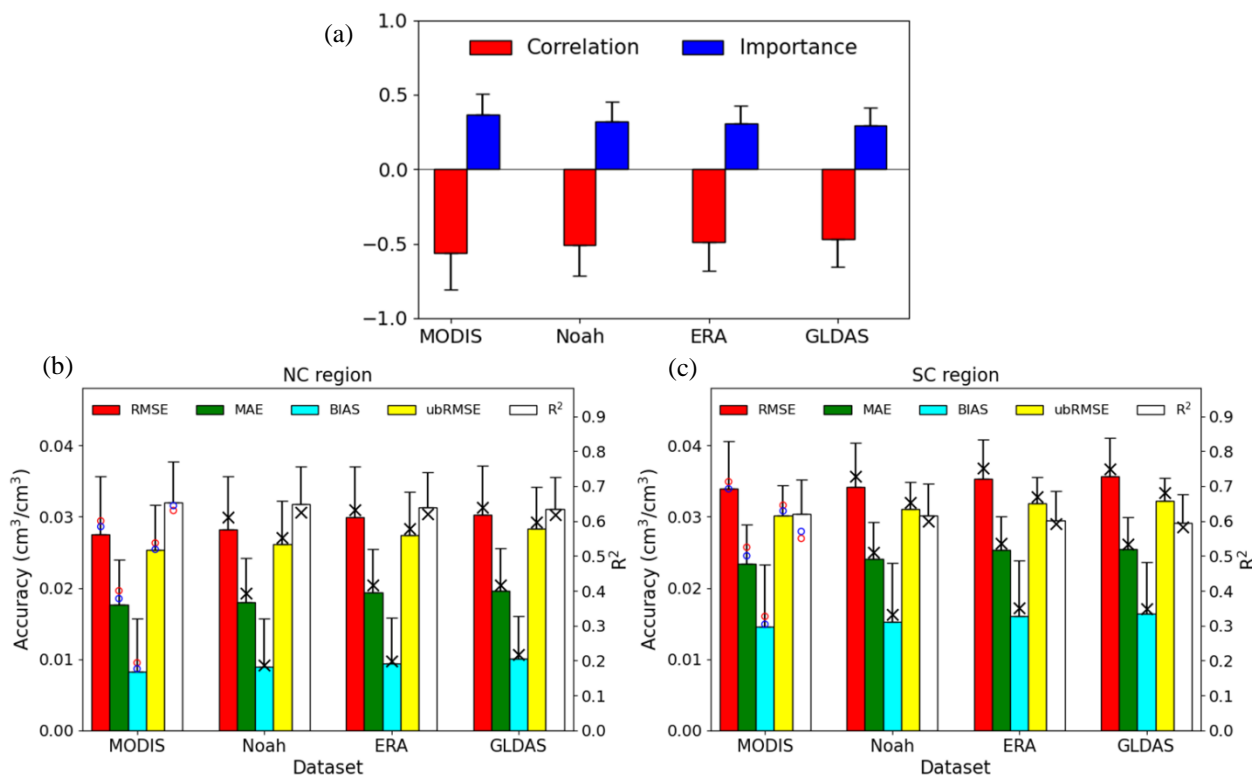 (a)
1.0
0.5
0.0
−0.5
−1.0
Correlation Importance
MODIS Noah ERA GLDAS
(b)
NC region
RMSE MAE BIAS ubRMSE R²
0.04
0.03
0.02
0.01
0.00
Accuracy (cm³/cm³)
0.9
0.8
0.7
0.6
0.5
0.4
0.3
0.2
0.1
0.0
R²
MODIS Noah ERA GLDAS
Dataset
(c)
SC region
RMSE MAE BIAS ubRMSE R²
0.04
0.03
0.02
0.01
0.00
Accuracy (cm³/cm³)
0.9
0.8
0.7
0.6
0.5
0.4
0.3
0.2
0.1
0.0
R²
MODIS Noah ERA GLDAS
Dataset